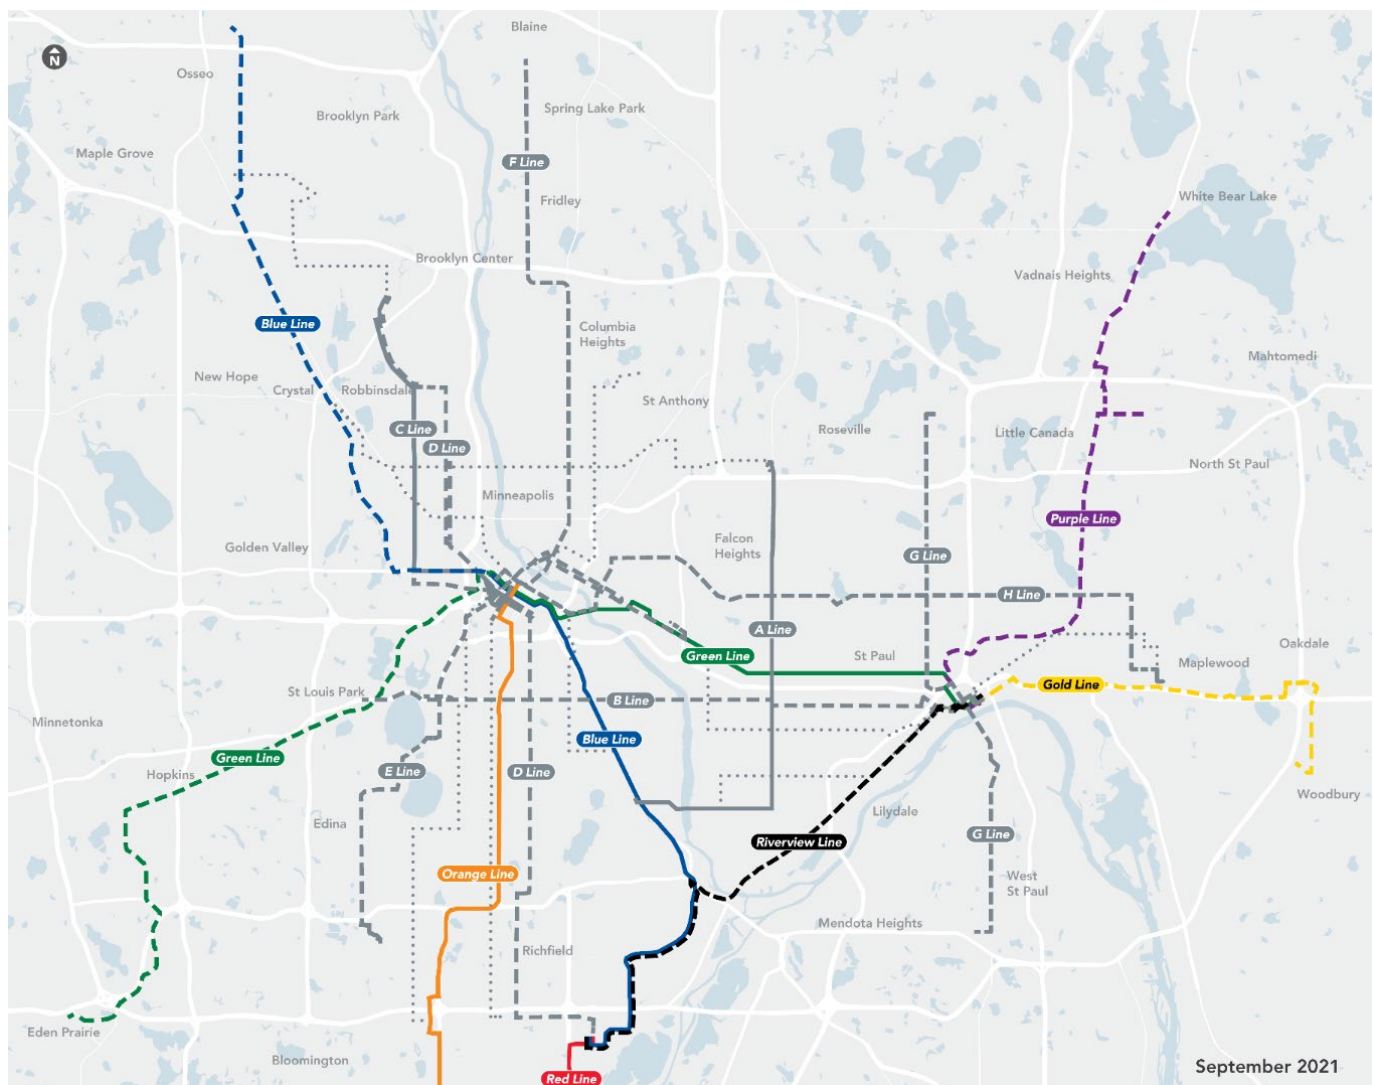 Blaine
N
Osseo
Spring Lake Park
Brooklyn Park
Maple Grove
F Line
White Bear Lake
Fridley
Brooklyn Center
Vadnais Heights
Blue Line
Columbia
Heights
Mahtomedi
New Hope
Crystal
Robbinsdale
St Anthony
C Line
Roseville
Little Canada
D Line
North St Paul
Minneapolis
Purple Line
Golden Valley
Falcon
Heights
G Line
H Line
A Line
Oakdale
Green Line
St Paul
Maplewood
Gold Line
St Louis Park
B Line
Minnetonka
Blue Line
Green Line
Hopkins
E Line
D Line
Woodbury
Edina
Lilydale
Riverview Line
G Line
Orange Line
West
St Paul
Mendota Heights
Richfield
Eden Prairie
Bloomington
September 2021
Red Line